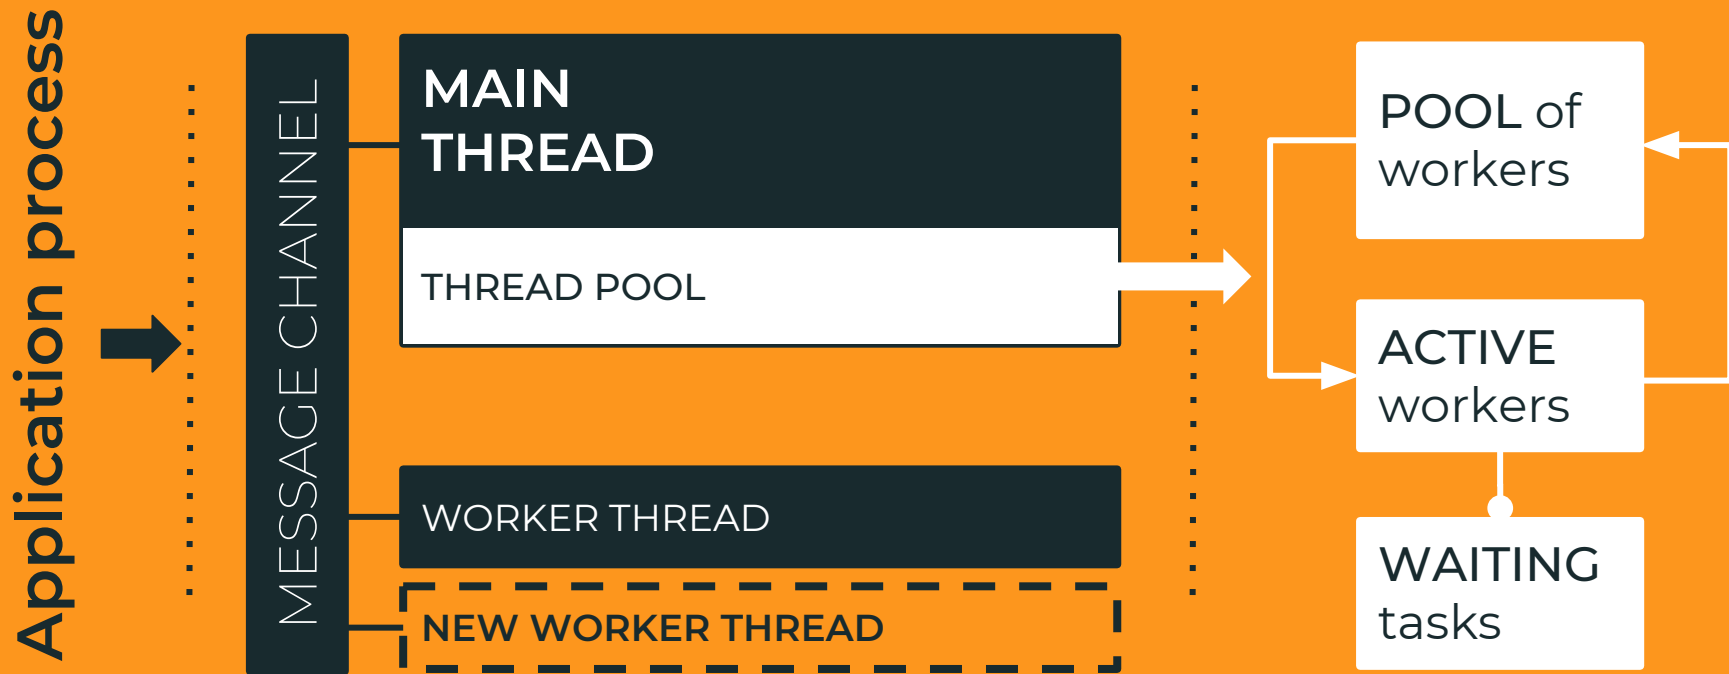 Application process
MESSAGE CHANNEL
MAIN
THREAD
THREAD POOL
WORKER THREAD
NEW WORKER THREAD
POOL of
workers
ACTIVE
workers
WAITING
tasks